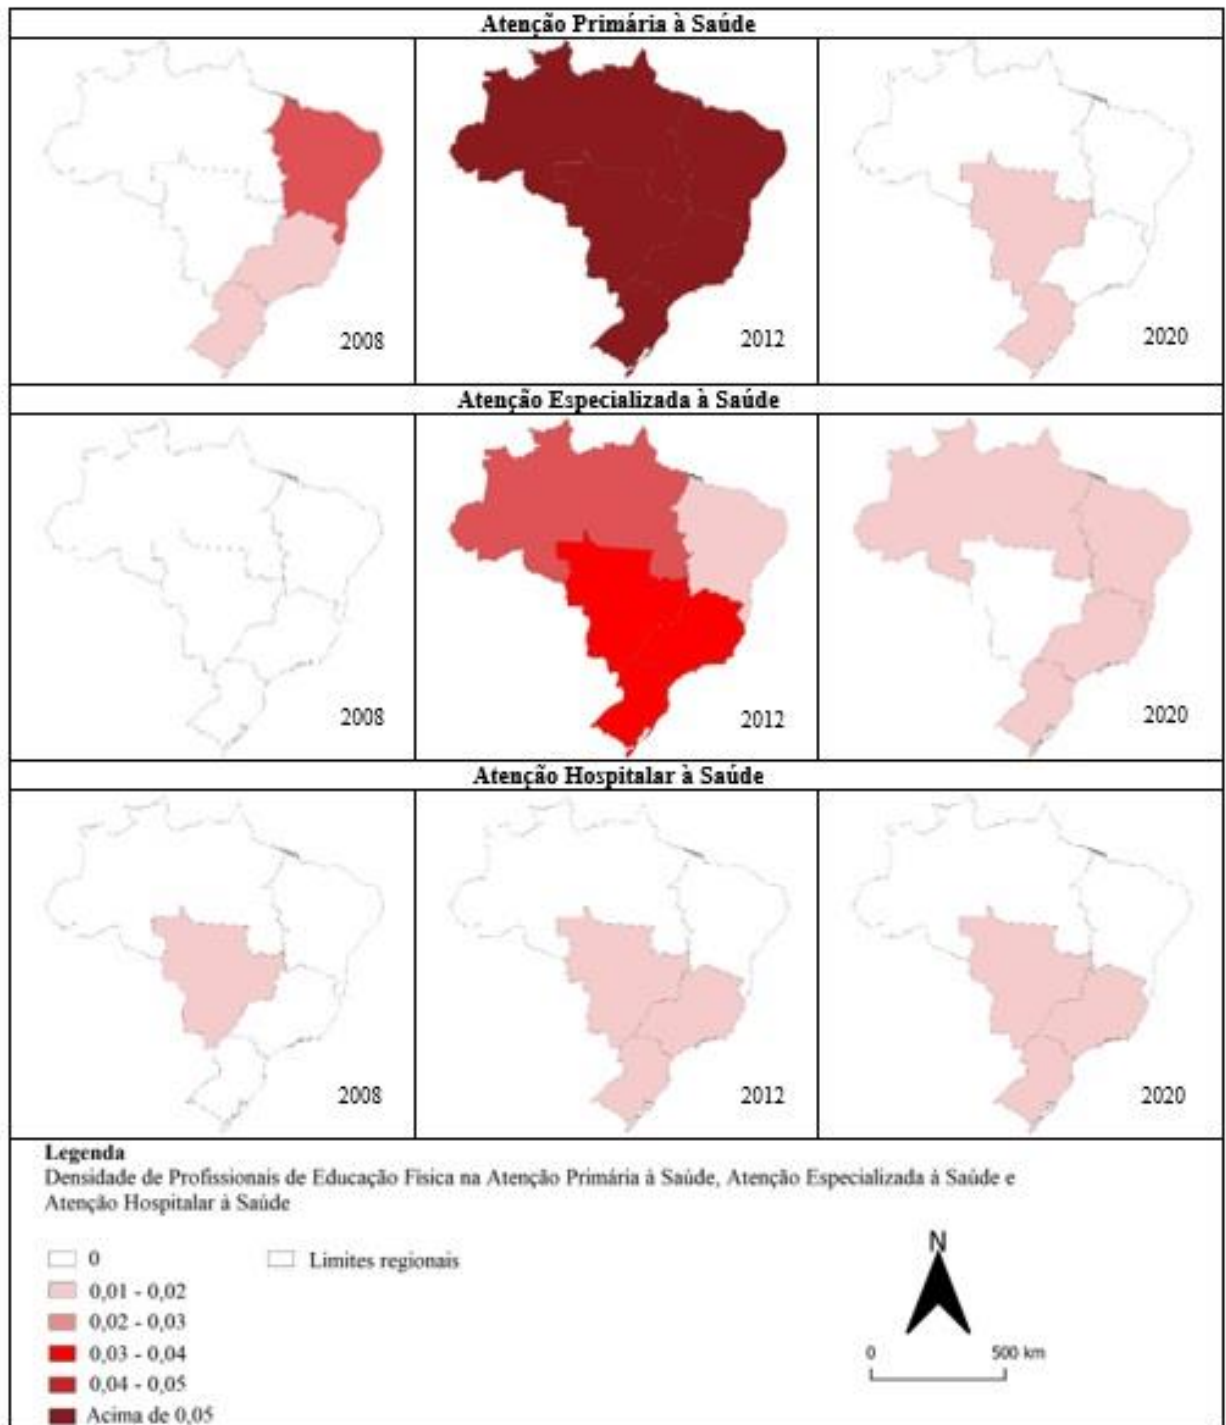 Atenção Primária à Saúde
2008
2012
2020
Atenção Especializada à Saúde
2008
2012
2020
Atenção Hospitalar à Saúde
2008
2012
2020
Legenda
Densidade de Profissionais de Educação Física na Atenção Primária à Saúde, Atenção Especializada à Saúde e
Atenção Hospitalar à Saúde
0
Limites regionais
0,01 - 0,02
0,02 - 0,03
0,03 - 0,04
0,04 - 0,05
Acima de 0,05
N
0 500 km